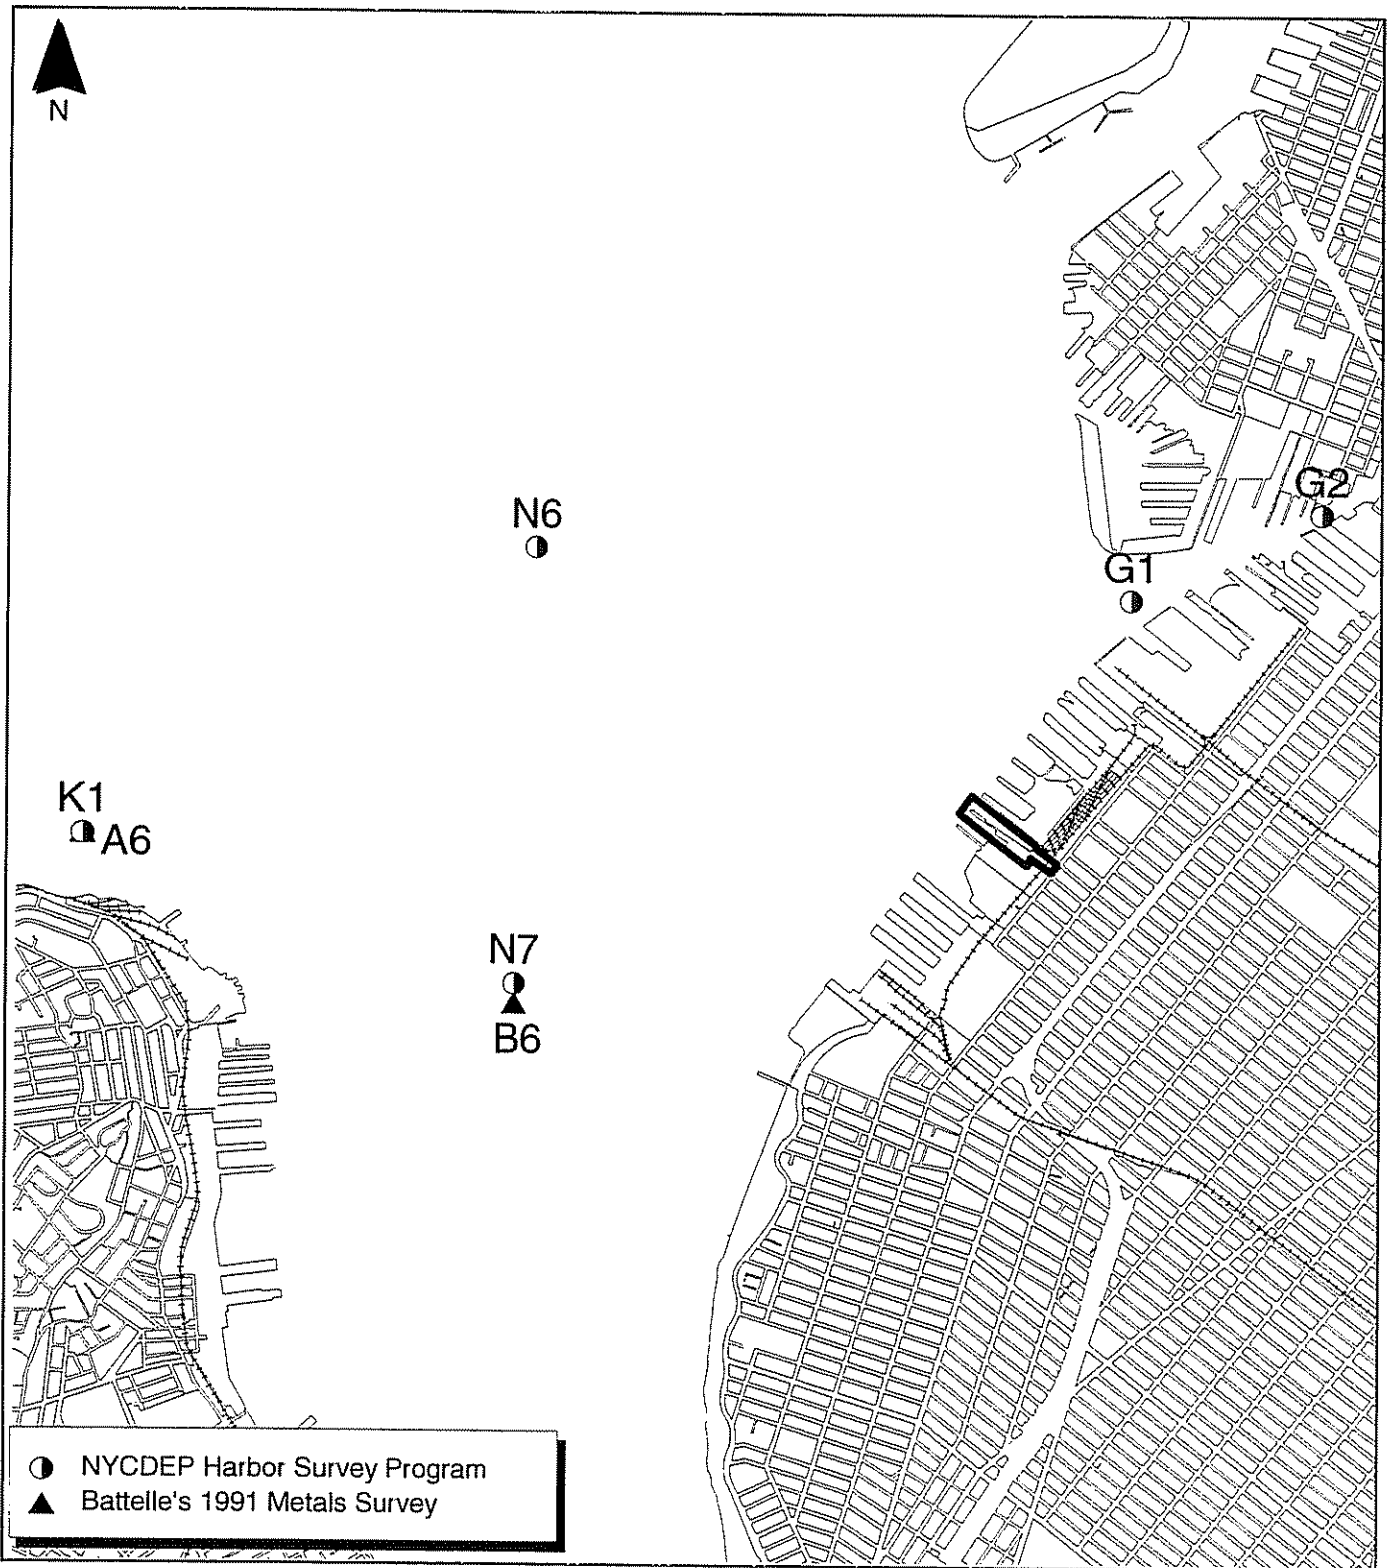 N
N6
G2
G1
K1
A6
N7
B6
NYCDEP Harbor Survey Program
Battelle's 1991 Metals Survey